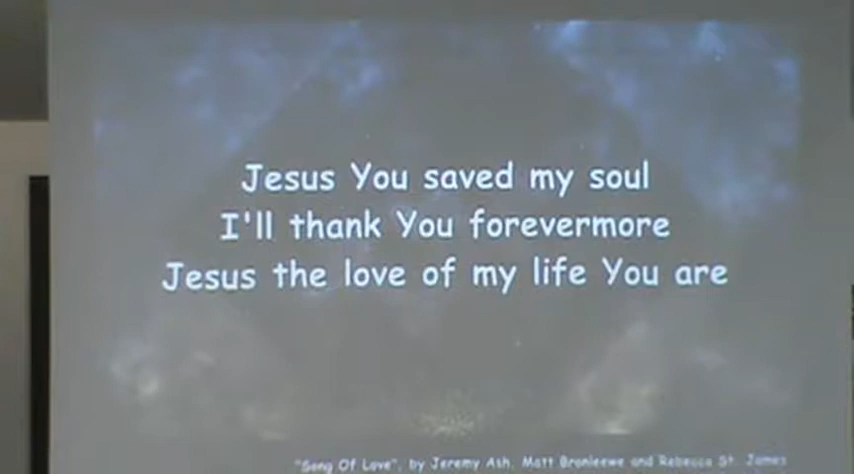 Jesus You saved my soul
I'll thank You forevermore
Jesus the love of my life You are
"Song Of Love", by Jeremy Ash, Matt Bronleewe and Rebecca St. James